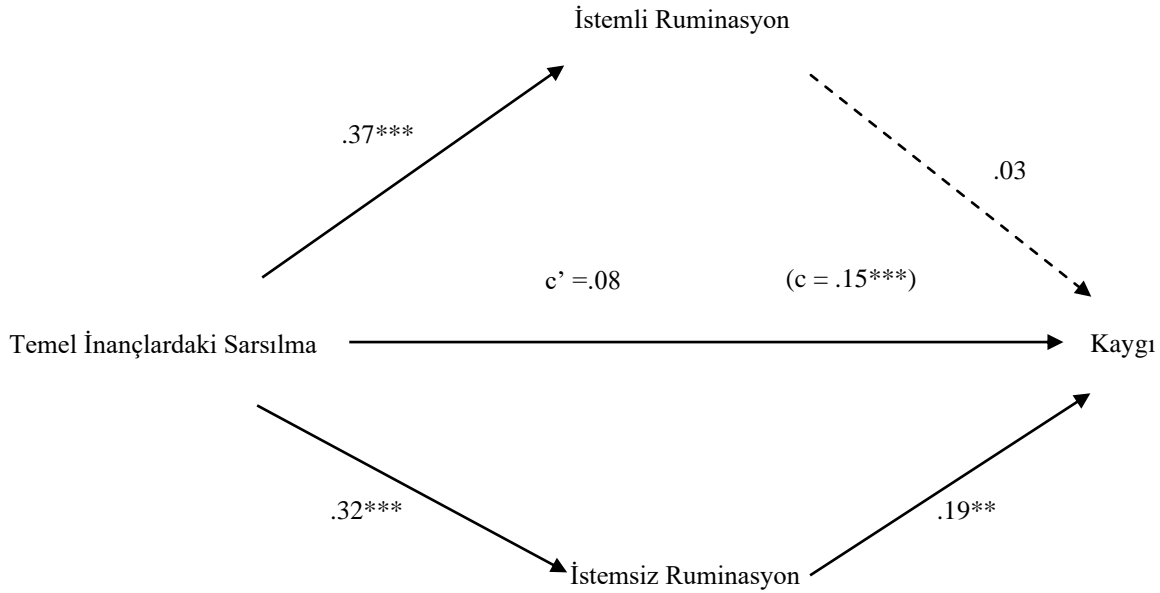 İstemli Ruminasyon
.37***
.03
c’ =.08 (c = .15***)
Temel İnançlardaki Sarsılma Kaygı
.32*** .19**
İstemsiz Ruminasyon